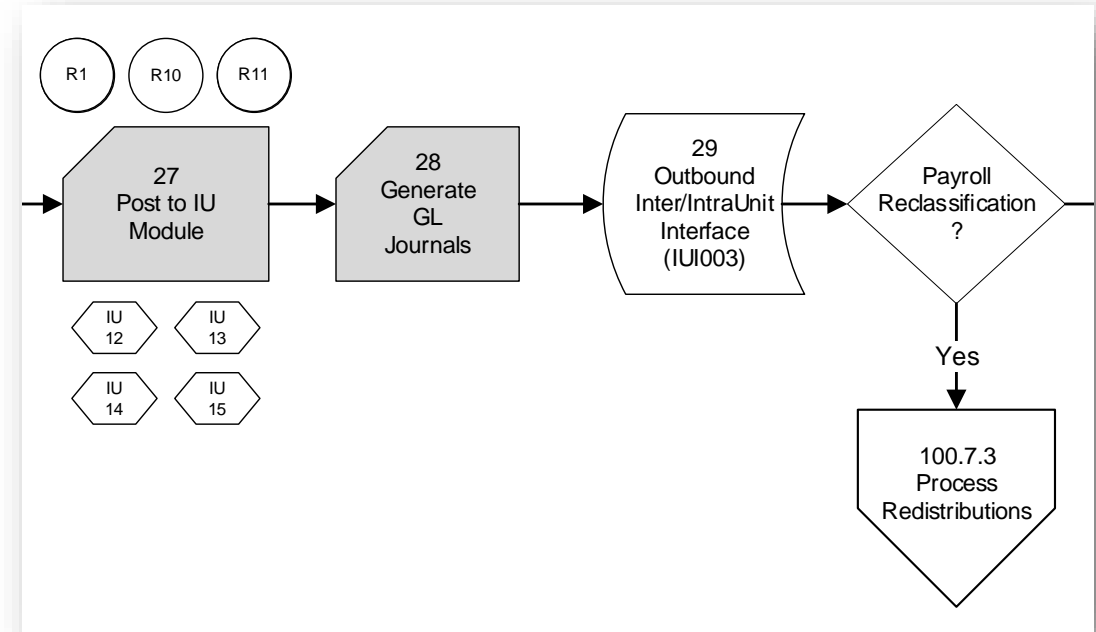 R1
R10
R11
27
Post to IU
Module
28
Generate
GL
Journals
29
Outbound
Inter/IntraUnit
Interface
(IUI003)
Payroll
Reclassification
?
IU
12
IU
13
IU
14
IU
15
Yes
100.7.3
Process
Redistributions